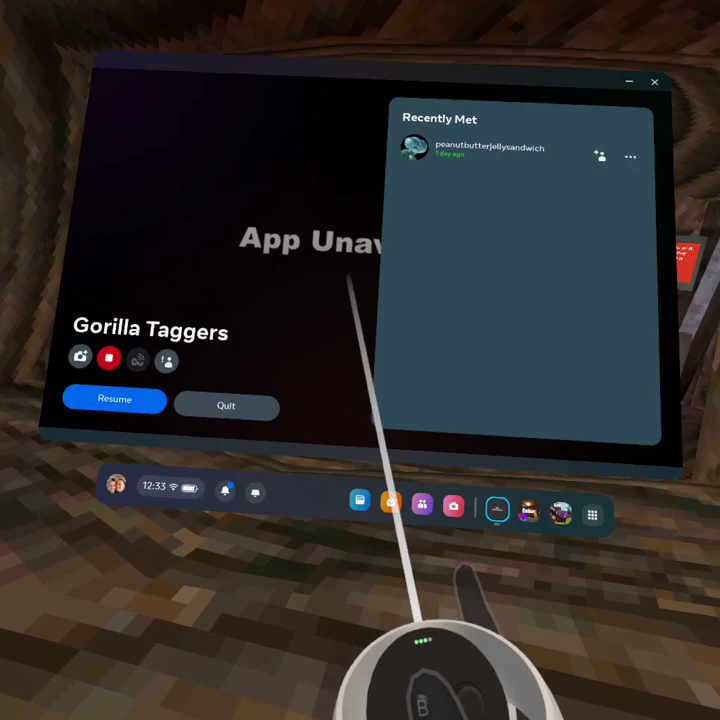 Recently Met
peanutbutterjellysandwich
1 day ago
App Unav
Gorilla Taggers
Resume
Quit
12:33
B